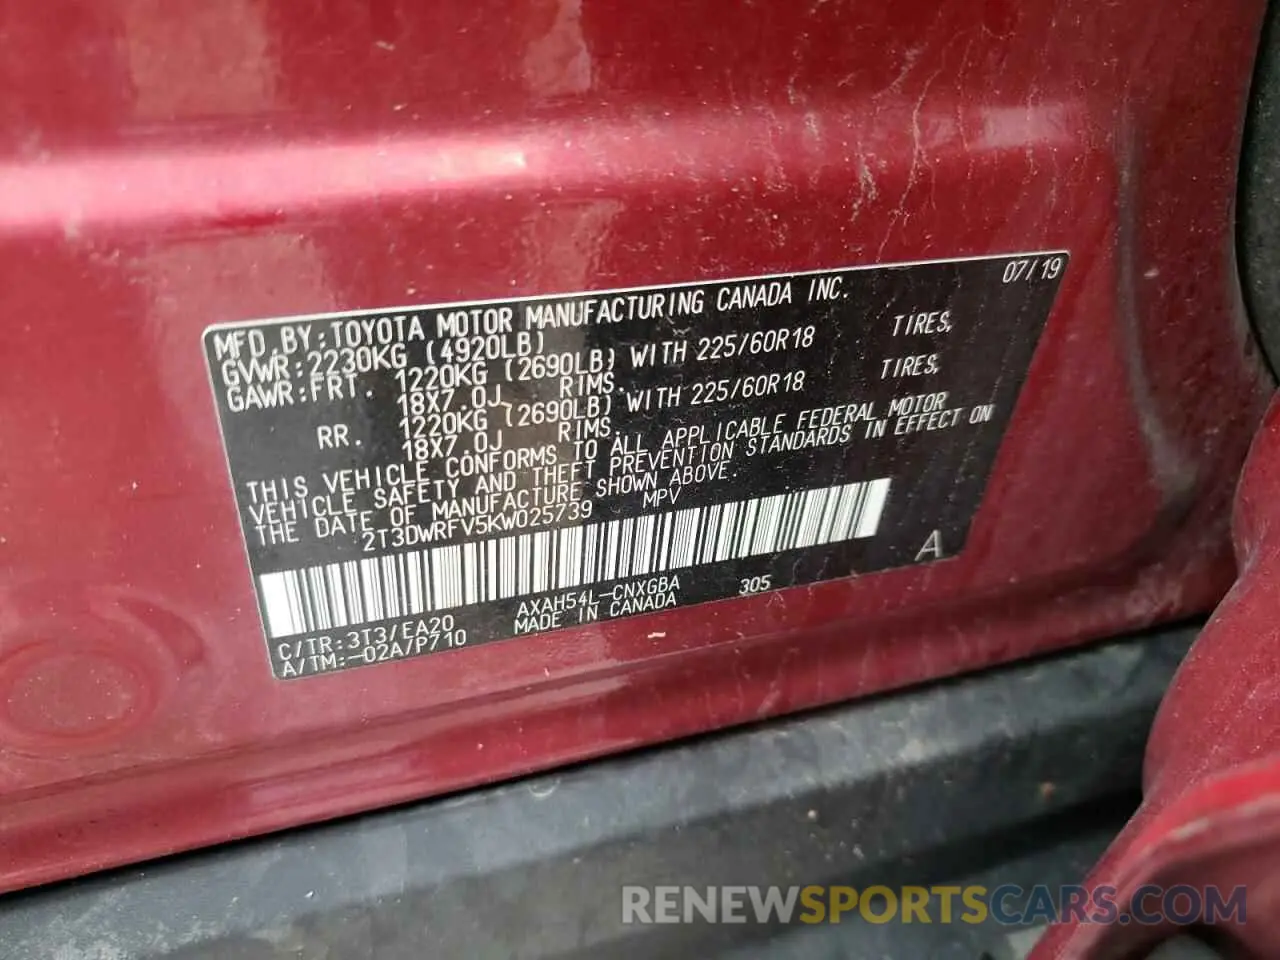 07/19
MFD.BY:TOYOTA MOTOR MANUFACTURING CANADA INC.
GVWR:2230KG (4920LB)
GAWR:FRT. 1220KG (2690LB) WITH 225/60R18 TIRES,
18X7.0J RIMS.
RR. 1220KG (2690LB) WITH 225/60R18 TIRES,
18X7.0J RIMS.
THIS VEHICLE CONFORMS TO ALL APPLICABLE FEDERAL MOTOR
VEHICLE SAFETY AND THEFT PREVENTION STANDARDS IN EFFECT ON
THE DATE OF MANUFACTURE SHOWN ABOVE.
2T3DWRFV5KW025739 MPV
A
C/TR:3T3/EA20 AXAH54L-CNXGBA 305
A/TM:-02A/P710 MADE IN CANADA
RENEWSPORTSCARS.COM